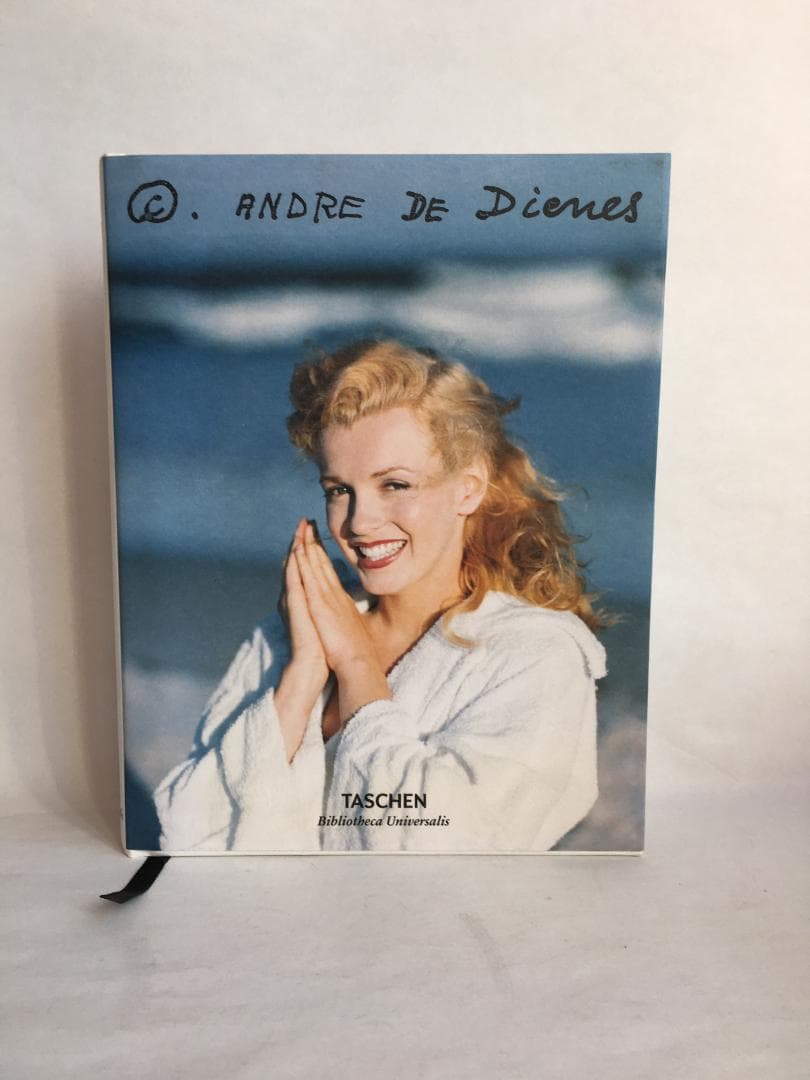 ©. ANDRE DE Dienes
TASCHEN
Bibliotheca Universalis